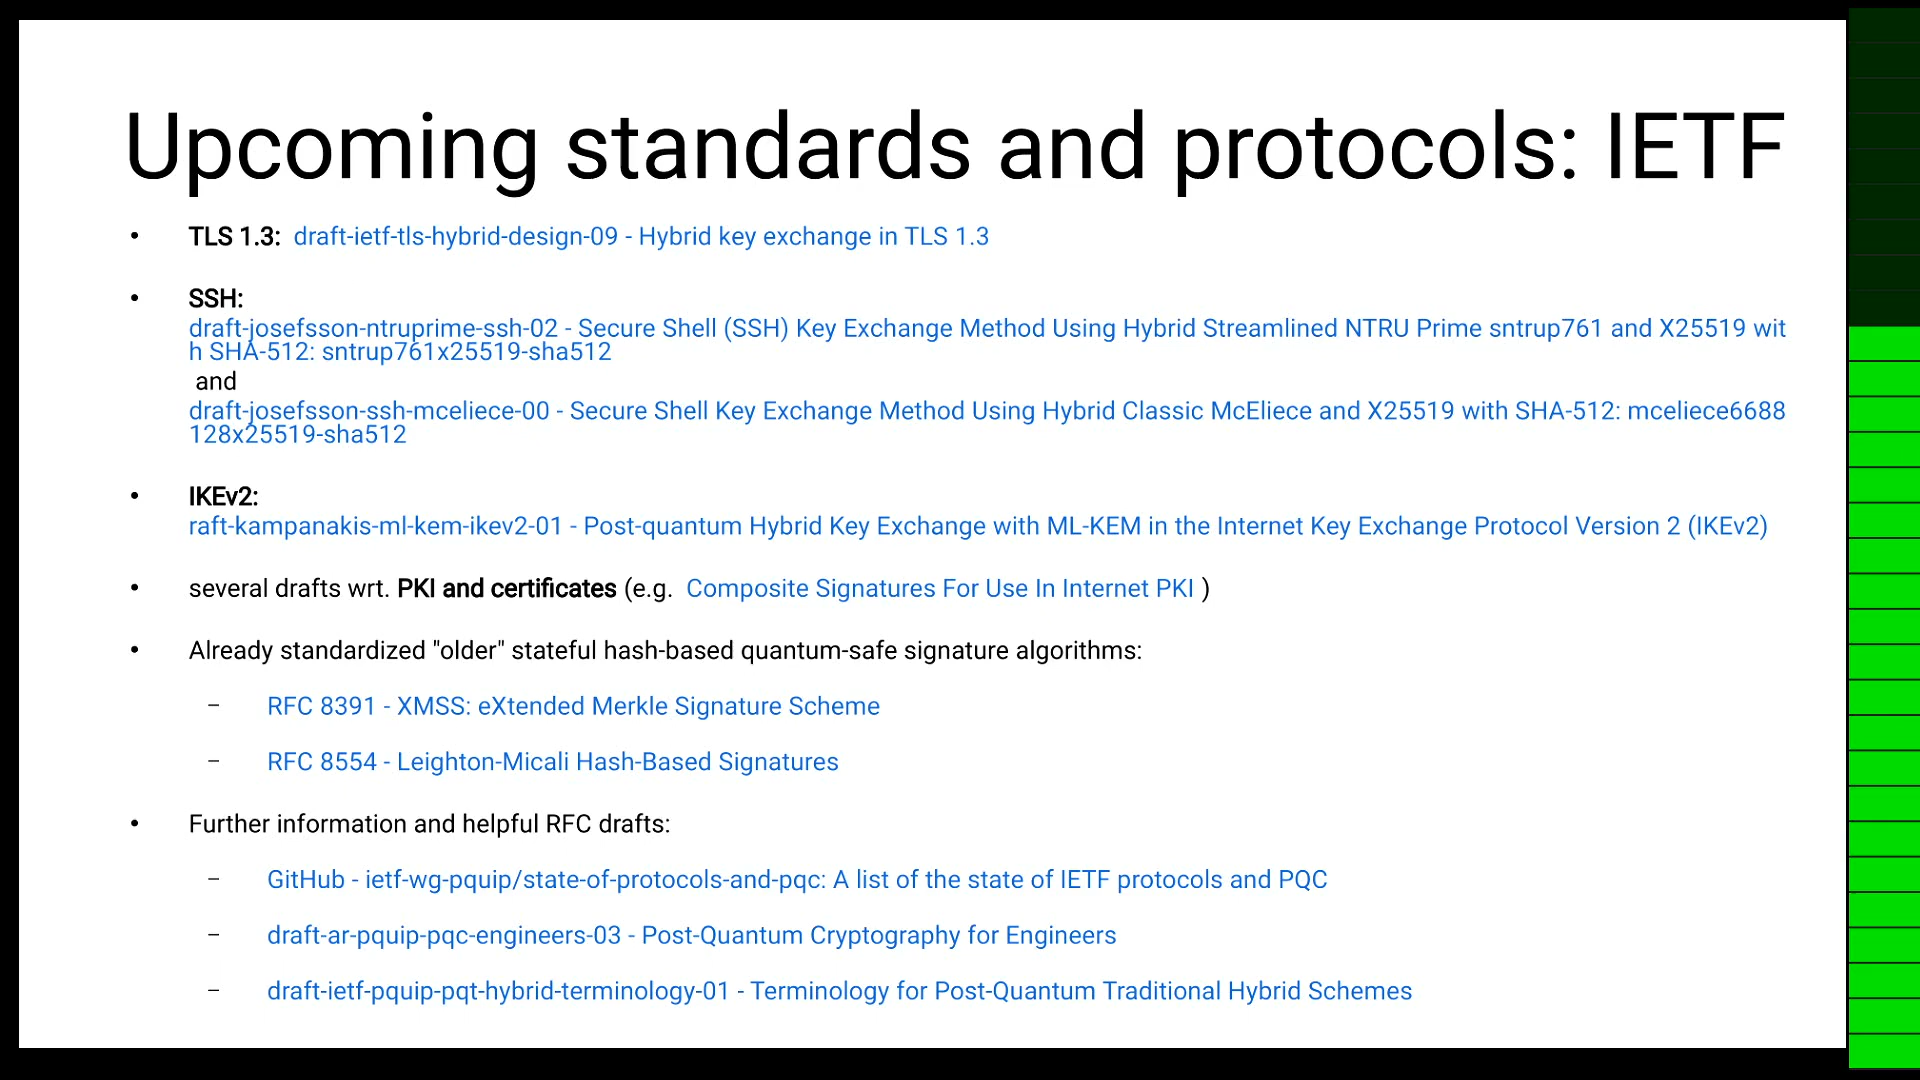 Upcoming standards and protocols: IETF
• TLS 1.3: draft-ietf-tls-hybrid-design-09 - Hybrid key exchange in TLS 1.3
• SSH:
draft-josefsson-ntruprime-ssh-02 - Secure Shell (SSH) Key Exchange Method Using Hybrid Streamlined NTRU Prime sntrup761 and X25519 wit
h SHA-512: sntrup761x25519-sha512
and
draft-josefsson-ssh-mceliece-00 - Secure Shell Key Exchange Method Using Hybrid Classic McEliece and X25519 with SHA-512: mceliece6688
128x25519-sha512
• IKEv2:
raft-kampanakis-ml-kem-ikev2-01 - Post-quantum Hybrid Key Exchange with ML-KEM in the Internet Key Exchange Protocol Version 2 (IKEv2)
• several drafts wrt. PKI and certificates (e.g. Composite Signatures For Use In Internet PKI )
• Already standardized "older" stateful hash-based quantum-safe signature algorithms:
– RFC 8391 - XMSS: eXtended Merkle Signature Scheme
– RFC 8554 - Leighton-Micali Hash-Based Signatures
• Further information and helpful RFC drafts:
– GitHub - ietf-wg-pquip/state-of-protocols-and-pqc: A list of the state of IETF protocols and PQC
– draft-ar-pquip-pqc-engineers-03 - Post-Quantum Cryptography for Engineers
– draft-ietf-pquip-pqt-hybrid-terminology-01 - Terminology for Post-Quantum Traditional Hybrid Schemes